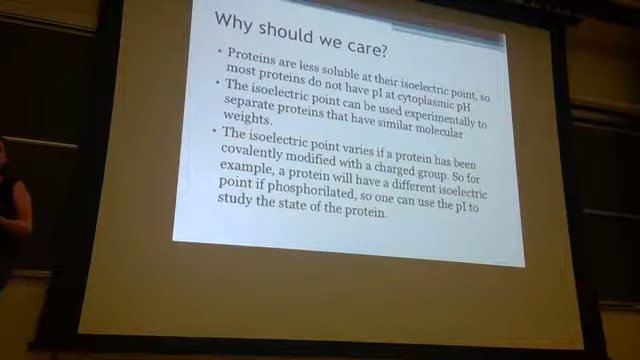 Why should we care?
• Proteins are less soluble at their isoelectric point, so
most proteins do not have pI at cytoplasmic pH
• The isoelectric point can be used experimentally to
separate proteins that have similar molecular
weights.
• The isoelectric point varies if a protein has been
covalently modified with a charged group. So for
example, a protein will have a different isoelectric
point if phosphorilated, so one can use the pI to
study the state of the protein.